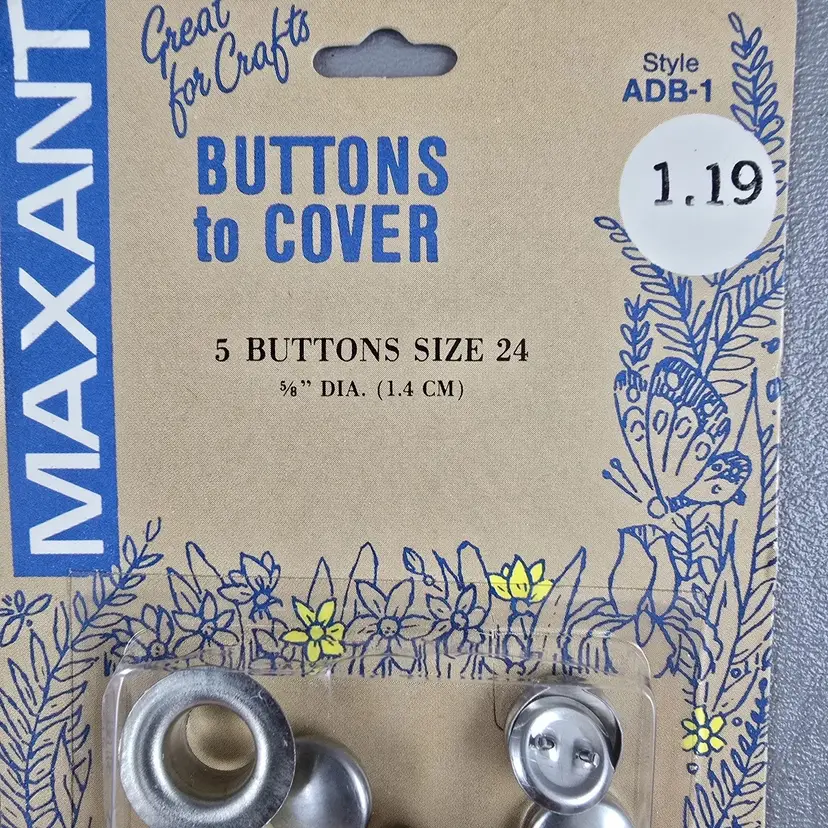 MAXANT
Great
for Crafts
Style
ADB-1
1.19
BUTTONS
to COVER
5 BUTTONS SIZE 24
⅝” DIA. (1.4 CM)